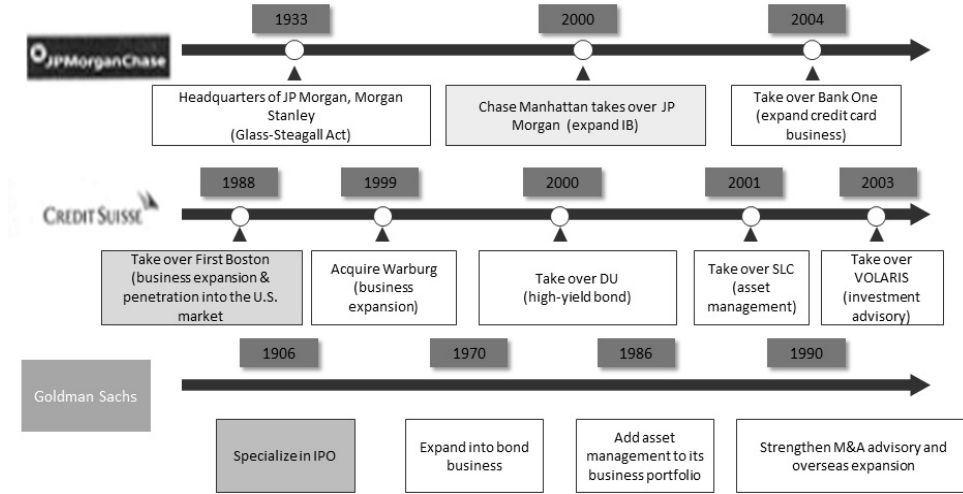 1933
2000
2004
JPMorganChase
Headquarters of JP Morgan, Morgan
Stanley
(Glass-Steagall Act)
Chase Manhattan takes over JP
Morgan (expand IB)
Take over Bank One
(expand credit card
business)
1988
1999
2000
2001
2003
CREDIT SUISSE
Take over First Boston
(business expansion &
penetration into the U.S.
market
Acquire Warburg
(business
expansion)
Take over DU
(high-yield bond)
Take over SLC
(asset
management)
Take over
VOLARIS
(investment
advisory)
1906
1970
1986
1990
Goldman Sachs
Specialize in IPO
Expand into bond
business
Add asset
management to its
business portfolio
Strengthen M&A advisory and
overseas expansion